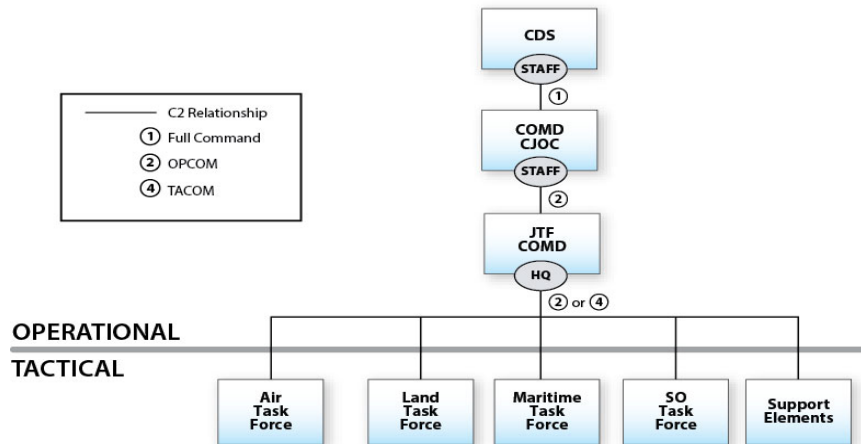 CDS
STAFF
1
COMD
CJOC
STAFF
2
JTF
COMD
HQ
2 or 4
C2 Relationship
1 Full Command
2 OPCOM
4 TACOM
OPERATIONAL
TACTICAL
Air
Task
Force
Land
Task
Force
Maritime
Task
Force
SO
Task
Force
Support
Elements